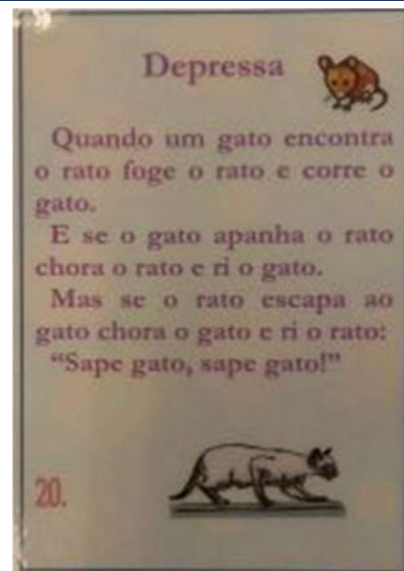 Depressa
Quando um gato encontra
o rato foge o rato e corre o
gato.
E se o gato apanha o rato
chora o rato e ri o gato.
Mas se o rato escapa ao
gato chora o gato e ri o rato:
“Sape gato, sape gato!”
20.